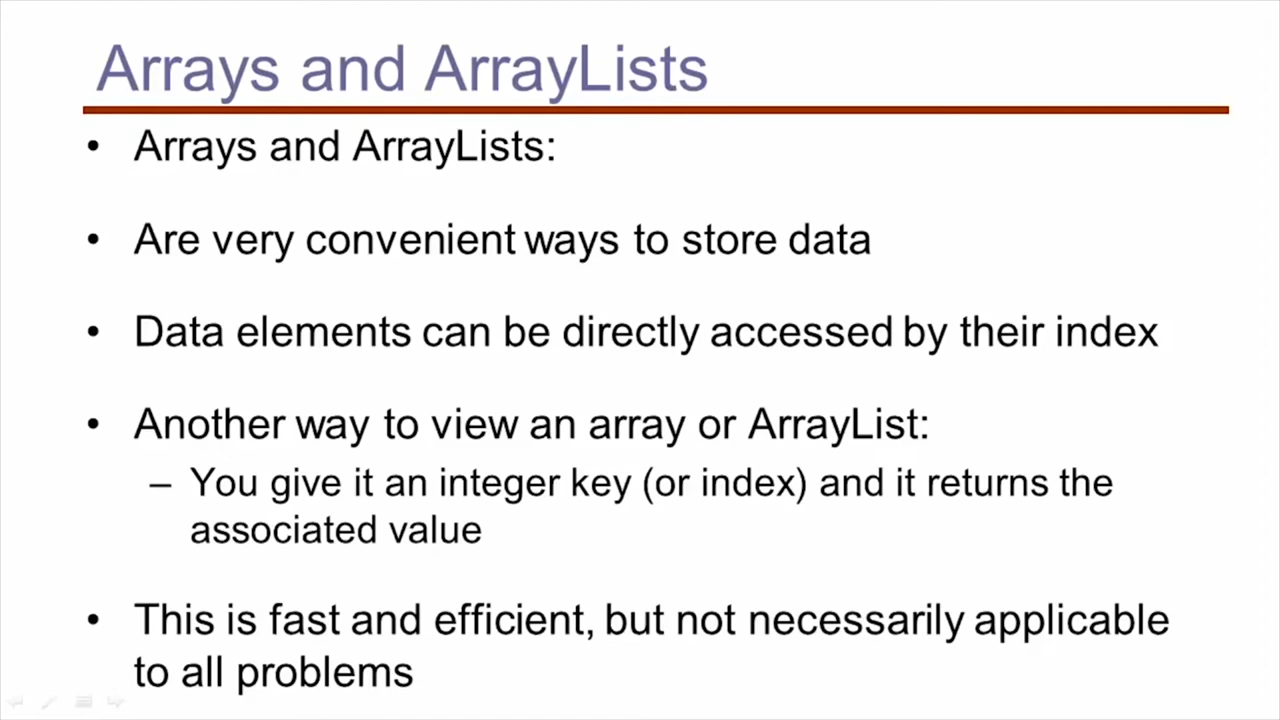 Arrays and ArrayLists
• Arrays and ArrayLists:
• Are very convenient ways to store data
• Data elements can be directly accessed by their index
• Another way to view an array or ArrayList:
– You give it an integer key (or index) and it returns the
associated value
• This is fast and efficient, but not necessarily applicable
to all problems